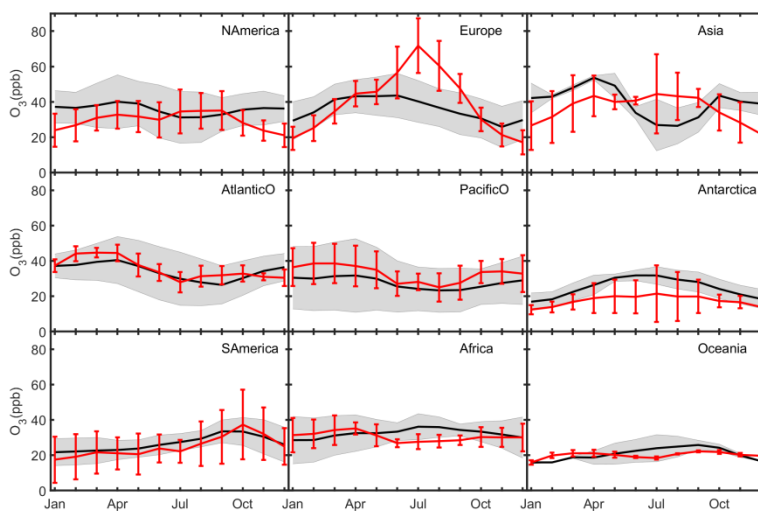 NAmerica Europe Asia
80
60
O3(ppb)
40
20
0
AtlanticO PacificO Antarctica
80
60
O3(ppb)
40
20
0
SAmerica Africa Oceania
80
60
O3(ppb)
40
20
0
Jan Apr Jul Oct Jan Apr Jul Oct Jan Apr Jul Oct